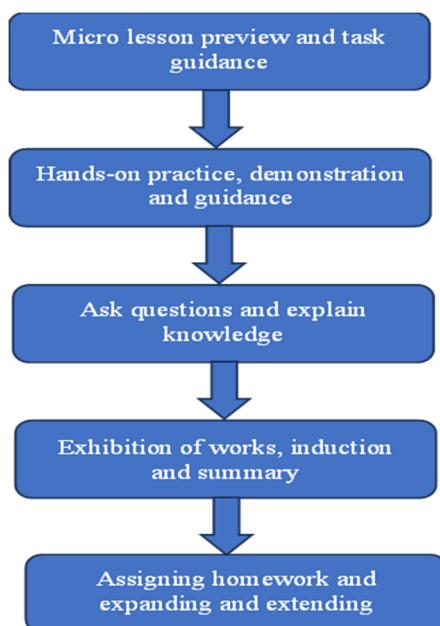 Micro lesson preview and task
guidance
Hands-on practice, demonstration
and guidance
Ask questions and explain
knowledge
Exhibition of works, induction
and summary
Assigning homework and
expanding and extending